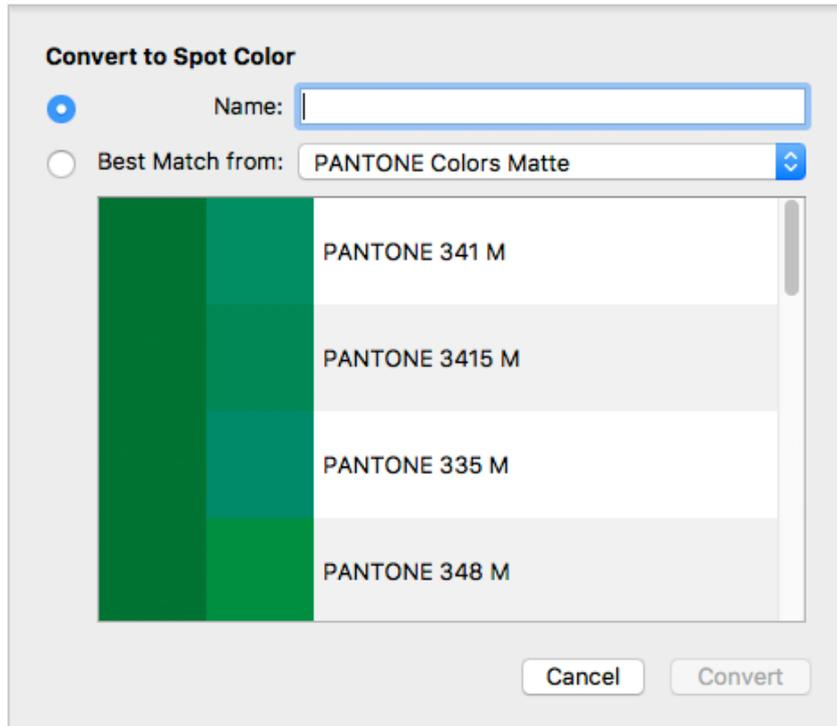 Convert to Spot Color
Name:
Best Match from: PANTONE Colors Matte
PANTONE 341 M
PANTONE 3415 M
PANTONE 335 M
PANTONE 348 M
Cancel Convert